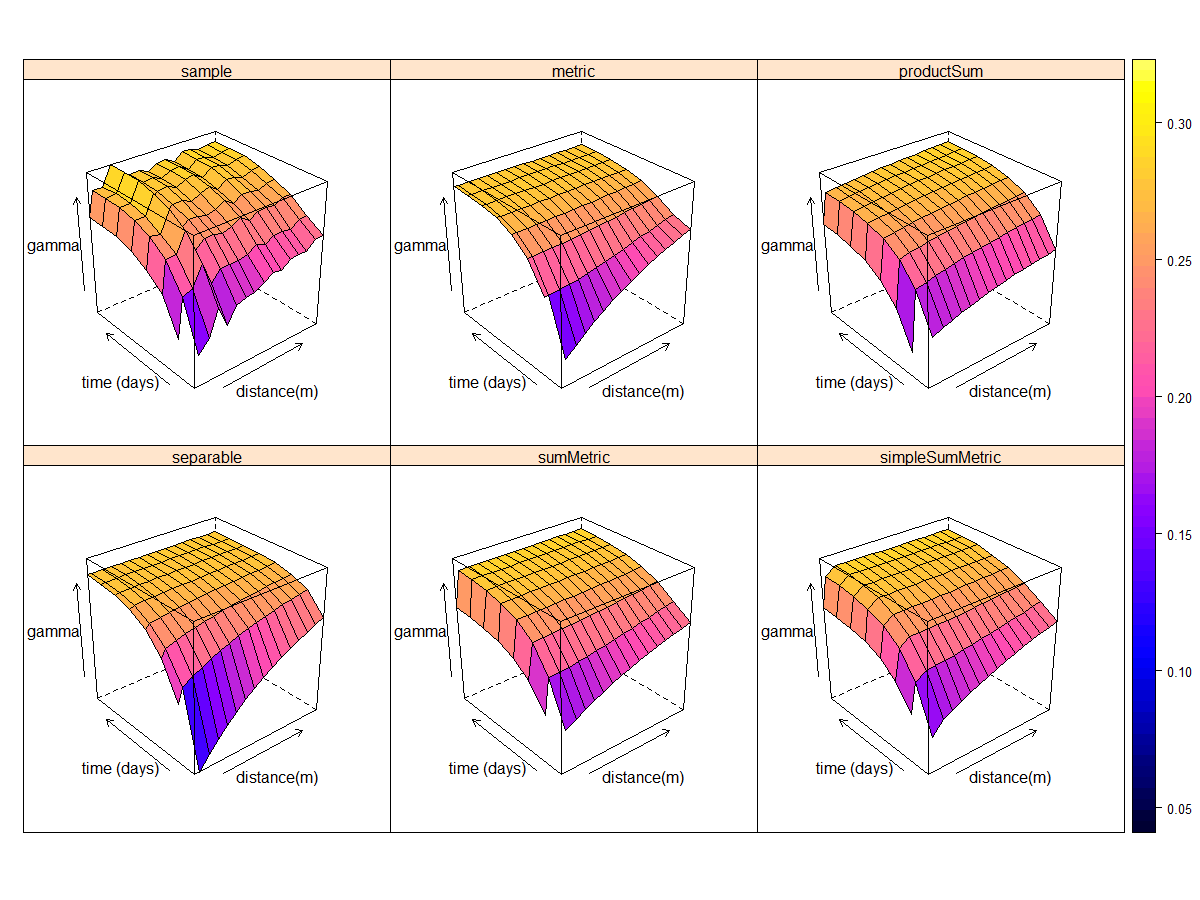 sample
metric
productSum
gamma
time (days)
distance(m)
gamma
time (days)
distance(m)
gamma
time (days)
distance(m)
separable
sumMetric
simpleSumMetric
gamma
time (days)
distance(m)
gamma
time (days)
distance(m)
gamma
time (days)
distance(m)
0.30
0.25
0.20
0.15
0.10
0.05